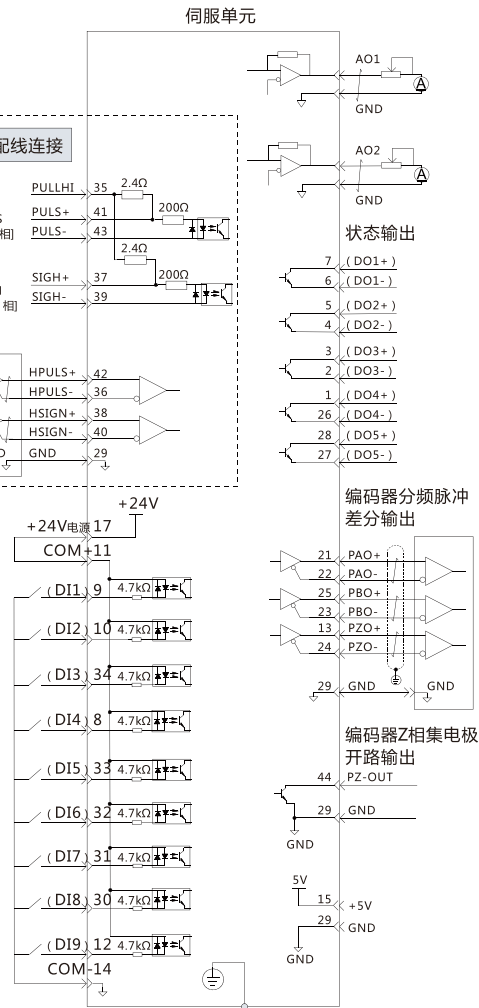 伺服单元
AO1
A
GND
AO2
A
GND
配线连接
PULLHI 35 2.4Ω
PULS+ 41 200Ω
PULS- 43
相]
2.4Ω
SIGH+ 37 200Ω
SIGH- 39
相]
HPULS+ 42
HPULS- 36
HSIGN+ 38
HSIGN- 40
GND 29
状态输出
7 (DO1+)
6 (DO1-)
5 (DO2+)
4 (DO2-)
3 (DO3+)
2 (DO3-)
1 (DO4+)
26 (DO4-)
28 (DO5+)
27 (DO5-)
+24V
+24V电源 17
COM+ 11
(DI1) 9 4.7kΩ
(DI2) 10 4.7kΩ
(DI3) 34 4.7kΩ
(DI4) 8 4.7kΩ
(DI5) 33 4.7kΩ
(DI6) 32 4.7kΩ
(DI7) 31 4.7kΩ
(DI8) 30 4.7kΩ
(DI9) 12 4.7kΩ
COM-14
编码器分频脉冲
差分输出
21 PAO+
22 PAO-
25 PBO+
23 PBO-
13 PZO+
24 PZO-
29 GND GND
编码器Z相集电极
开路输出
44 PZ-OUT
29 GND
GND
5V
15 +5V
29 GND
GND